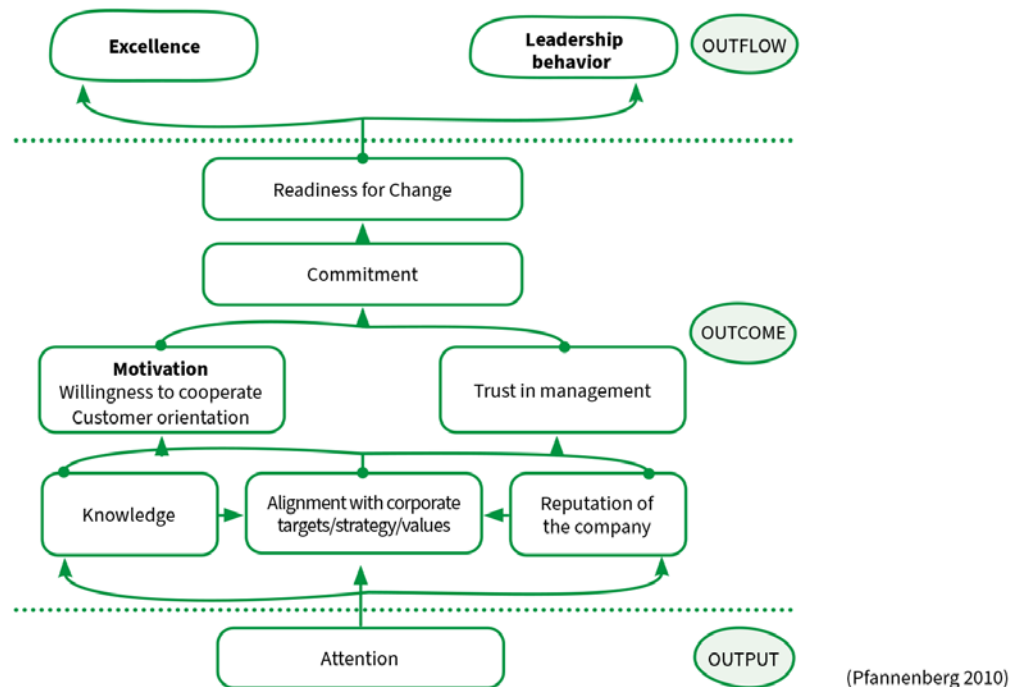 Excellence
Leadership
behavior
OUTFLOW
Readiness for Change
Commitment
OUTCOME
Motivation
Willingness to cooperate
Customer orientation
Trust in management
Knowledge
Alignment with corporate
targets/strategy/values
Reputation of
the company
Attention
OUTPUT
(Pfannenberg 2010)